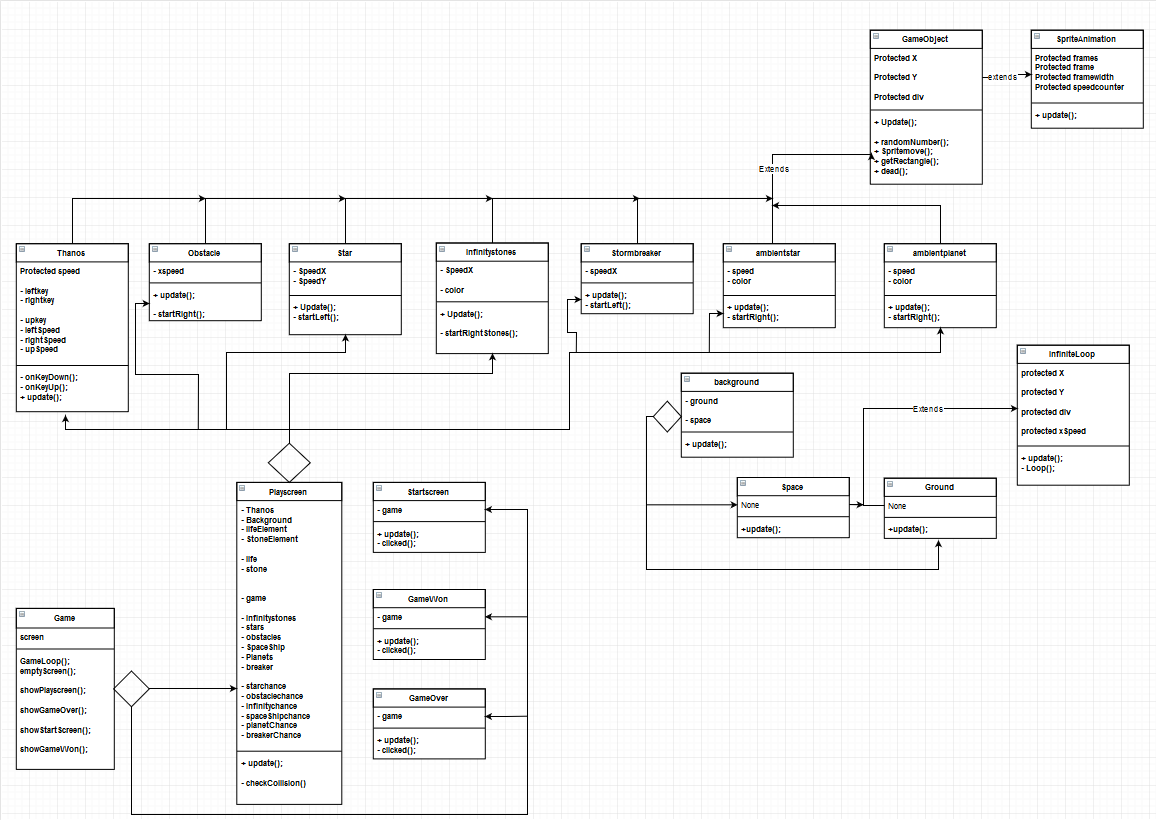 GameObject
Protected X
Protected Y
Protected div
+ Update();
+ randomNumber();
+ Spritemove();
+ getRectangle();
+ dead();
extends
SpriteAnimation
Protected frames
Protected frame
Protected framewidth
Protected speedcounter
+ update();
Extends
Thanos
Protected speed
- leftkey
- rightkey
- upkey
- leftSpeed
- rightSpeed
- upSpeed
- onKeyDown();
- onKeyUp();
+ update();
Obstacle
- xspeed
+ update();
- startRight();
Star
- SpeedX
- SpeedY
+ Update();
- startLeft();
Infinitystones
- SpeedX
- color
+ Update();
- startRightStones();
Stormbreaker
- speedX
+ update();
- startLeft();
ambientstar
- speed
- color
+ update();
- startRight();
ambientplanet
- speed
- color
+ update();
- startRight();
InfiniteLoop
protected X
protected Y
protected div
protected xSpeed
+ update();
- Loop();
background
- ground
- space
+ update();
Extends
Space
None
+update();
Ground
None
+update();
Playscreen
- Thanos
- Background
- lifeElement
- StoneElement
- life
- stone
- game
- infinitystones
- stars
- obstacles
- SpaceShip
- Planets
- breaker
- starchance
- obstaclechance
- infinitychance
- spaceShipchance
- planetChance
- breakerChance
+ update();
- checkCollision()
Startscreen
- game
+ update();
- clicked();
GameWon
- game
+ update();
- clicked();
GameOver
- game
+ update();
- clicked();
Game
screen
GameLoop();
emptyScreen();
showPlayscreen();
showGameOver();
showStartScreen();
showGameWon();